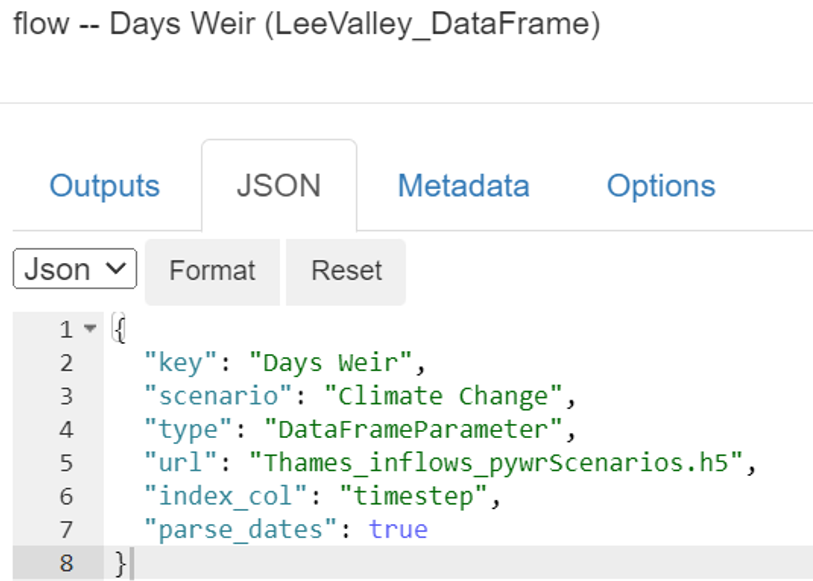 flow -- Days Weir (LeeValley_DataFrame)
Outputs JSON Metadata Options
Json Format Reset
1 {
2 "key": "Days Weir",
3 "scenario": "Climate Change",
4 "type": "DataFrameParameter",
5 "url": "Thames_inflows_pywrScenarios.h5",
6 "index_col": "timestep",
7 "parse_dates": true
8 }